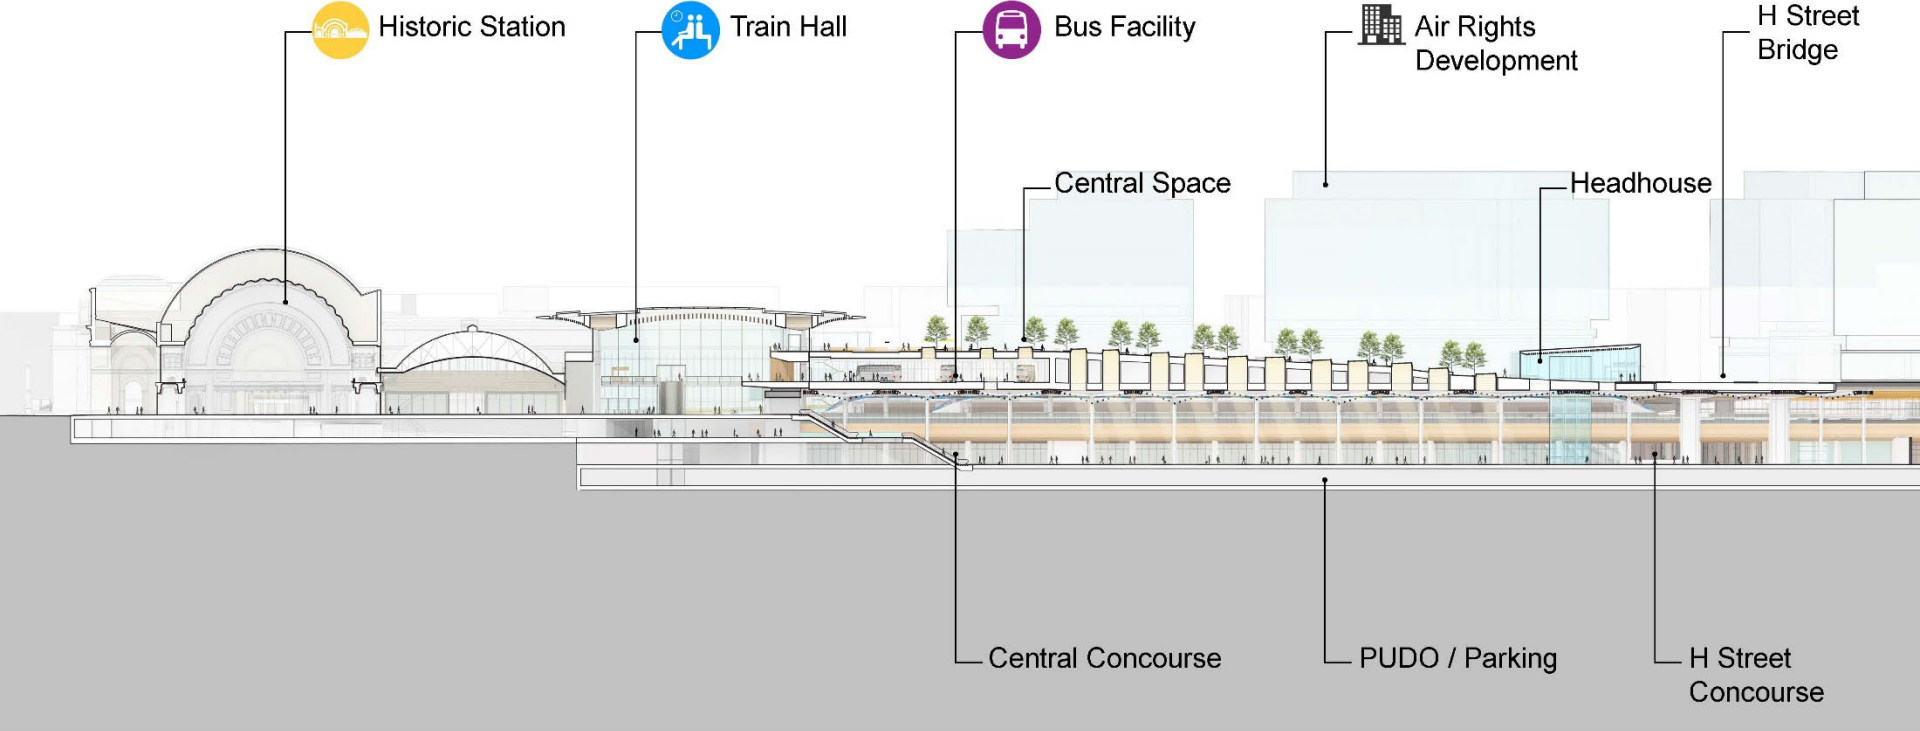 Historic Station
Train Hall
Bus Facility
Air Rights
Development
H Street
Bridge
Central Space
Headhouse
Central Concourse
PUDO / Parking
H Street
Concourse